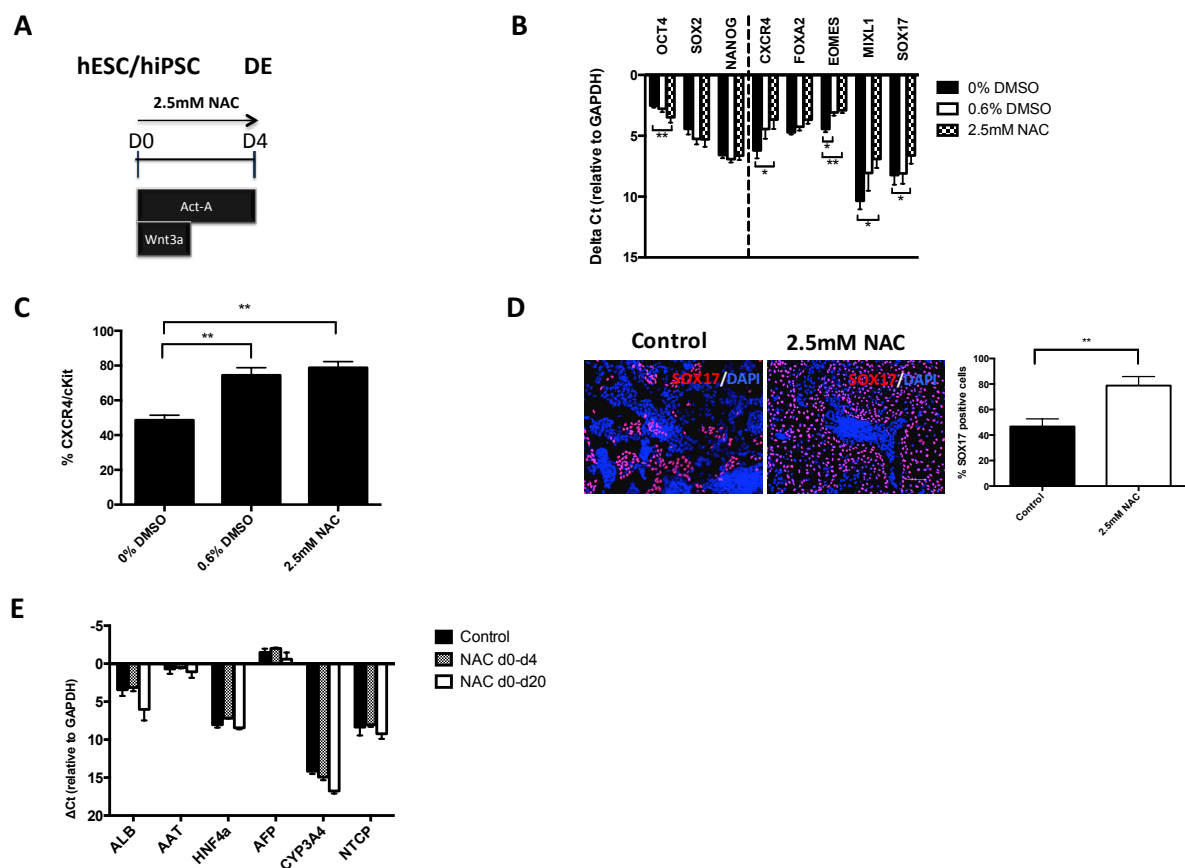 A
hESC/hiPSC DE
2.5mM NAC
D0 D4
Act-A
Wnt3a
B
OCT4
SOX2
NANOG
CXCR4
FOXA2
EOMES
MIXL1
SOX17
Delta Ct (relative to GAPDH)
0
5
10
15
**
*
*
**
*
*
0% DMSO
0.6% DMSO
2.5mM NAC
C
% CXCR4/cKit
100
80
60
40
20
0
**
**
0% DMSO
0.6% DMSO
2.5mM NAC
D
Control 2.5mM NAC
SOX17/DAPI SOX17/DAPI
% SOX17 positive cells
100
80
60
40
20
0
**
Control
2.5mM NAC
E
ΔCt (relative to GAPDH)
-5
0
5
10
15
20
ALB
AAT
HNF4a
AFP
CYP3A4
NTCP
Control
NAC d0-d4
NAC d0-d20